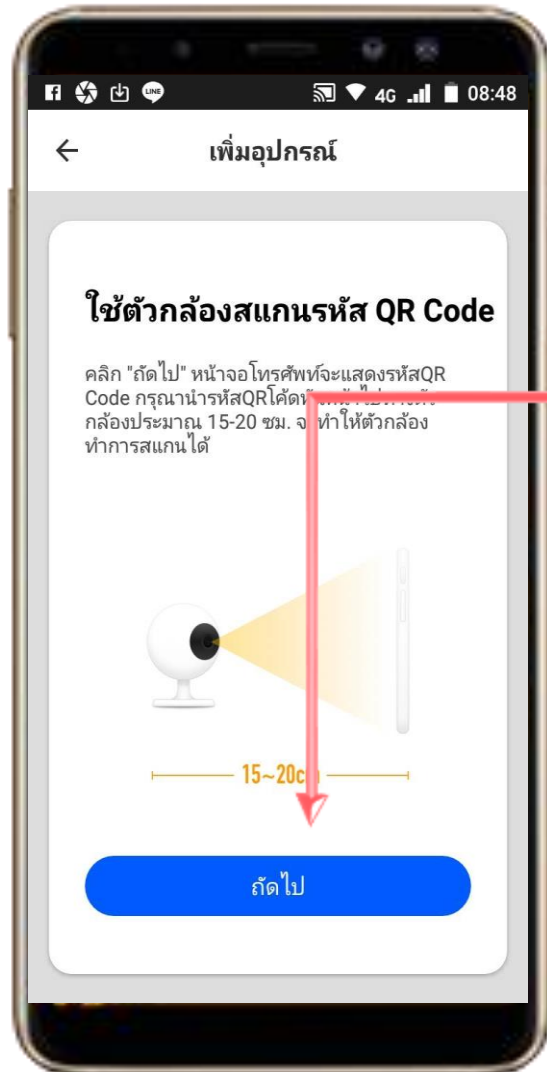 LINE
4G
08:48
เพิ่มอุปกรณ์
ใช้ตัวกล้องสแกนรหัส QR Code
คลิก "ถัดไป" หน้าจอโทรศัพท์จะแสดงรหัสQR
Code กรุณานำรหัสQRโค้ด
กล้องประมาณ 15-20 ซม. จะทำให้ตัวกล้อง
ทำการสแกนได้
15~20cm
ถัดไป